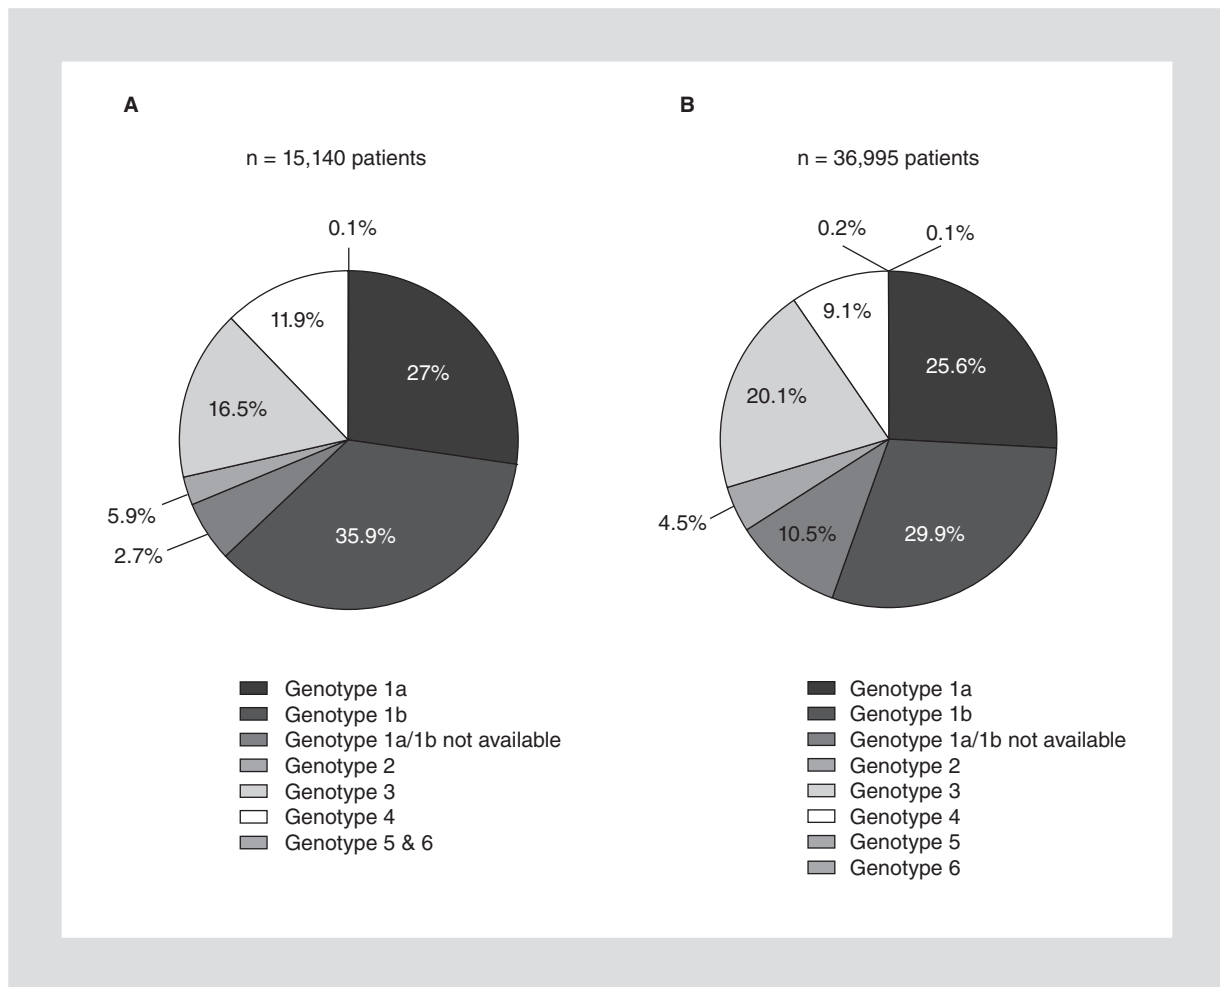 A
n = 15,140 patients
0.1%
11.9%
27%
16.5%
5.9%
2.7%
35.9%
Genotype 1a
Genotype 1b
Genotype 1a/1b not available
Genotype 2
Genotype 3
Genotype 4
Genotype 5 & 6
B
n = 36,995 patients
0.2%
0.1%
9.1%
25.6%
20.1%
4.5%
10.5%
29.9%
Genotype 1a
Genotype 1b
Genotype 1a/1b not available
Genotype 2
Genotype 3
Genotype 4
Genotype 5
Genotype 6